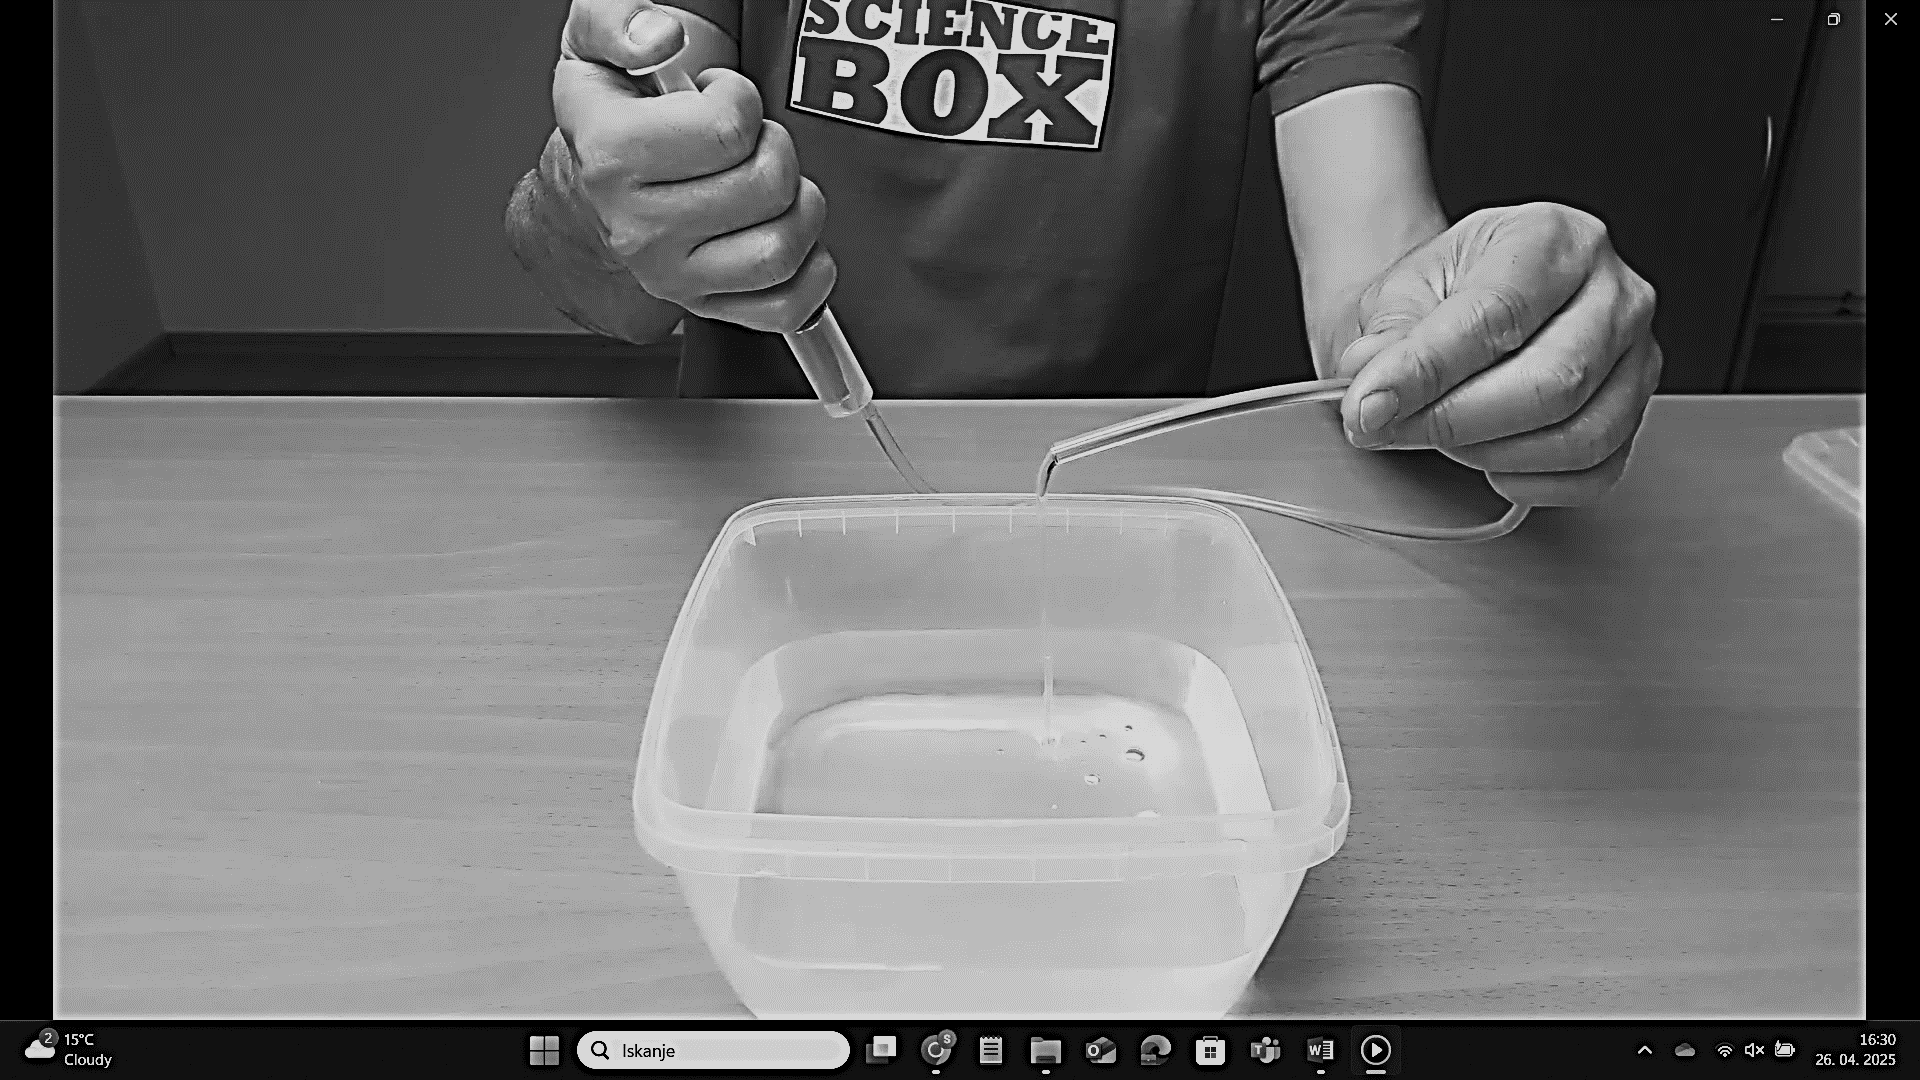 SCIENCE
BOX
2
15°C
Cloudy
Iskanje
S
16:30
26. 04. 2025